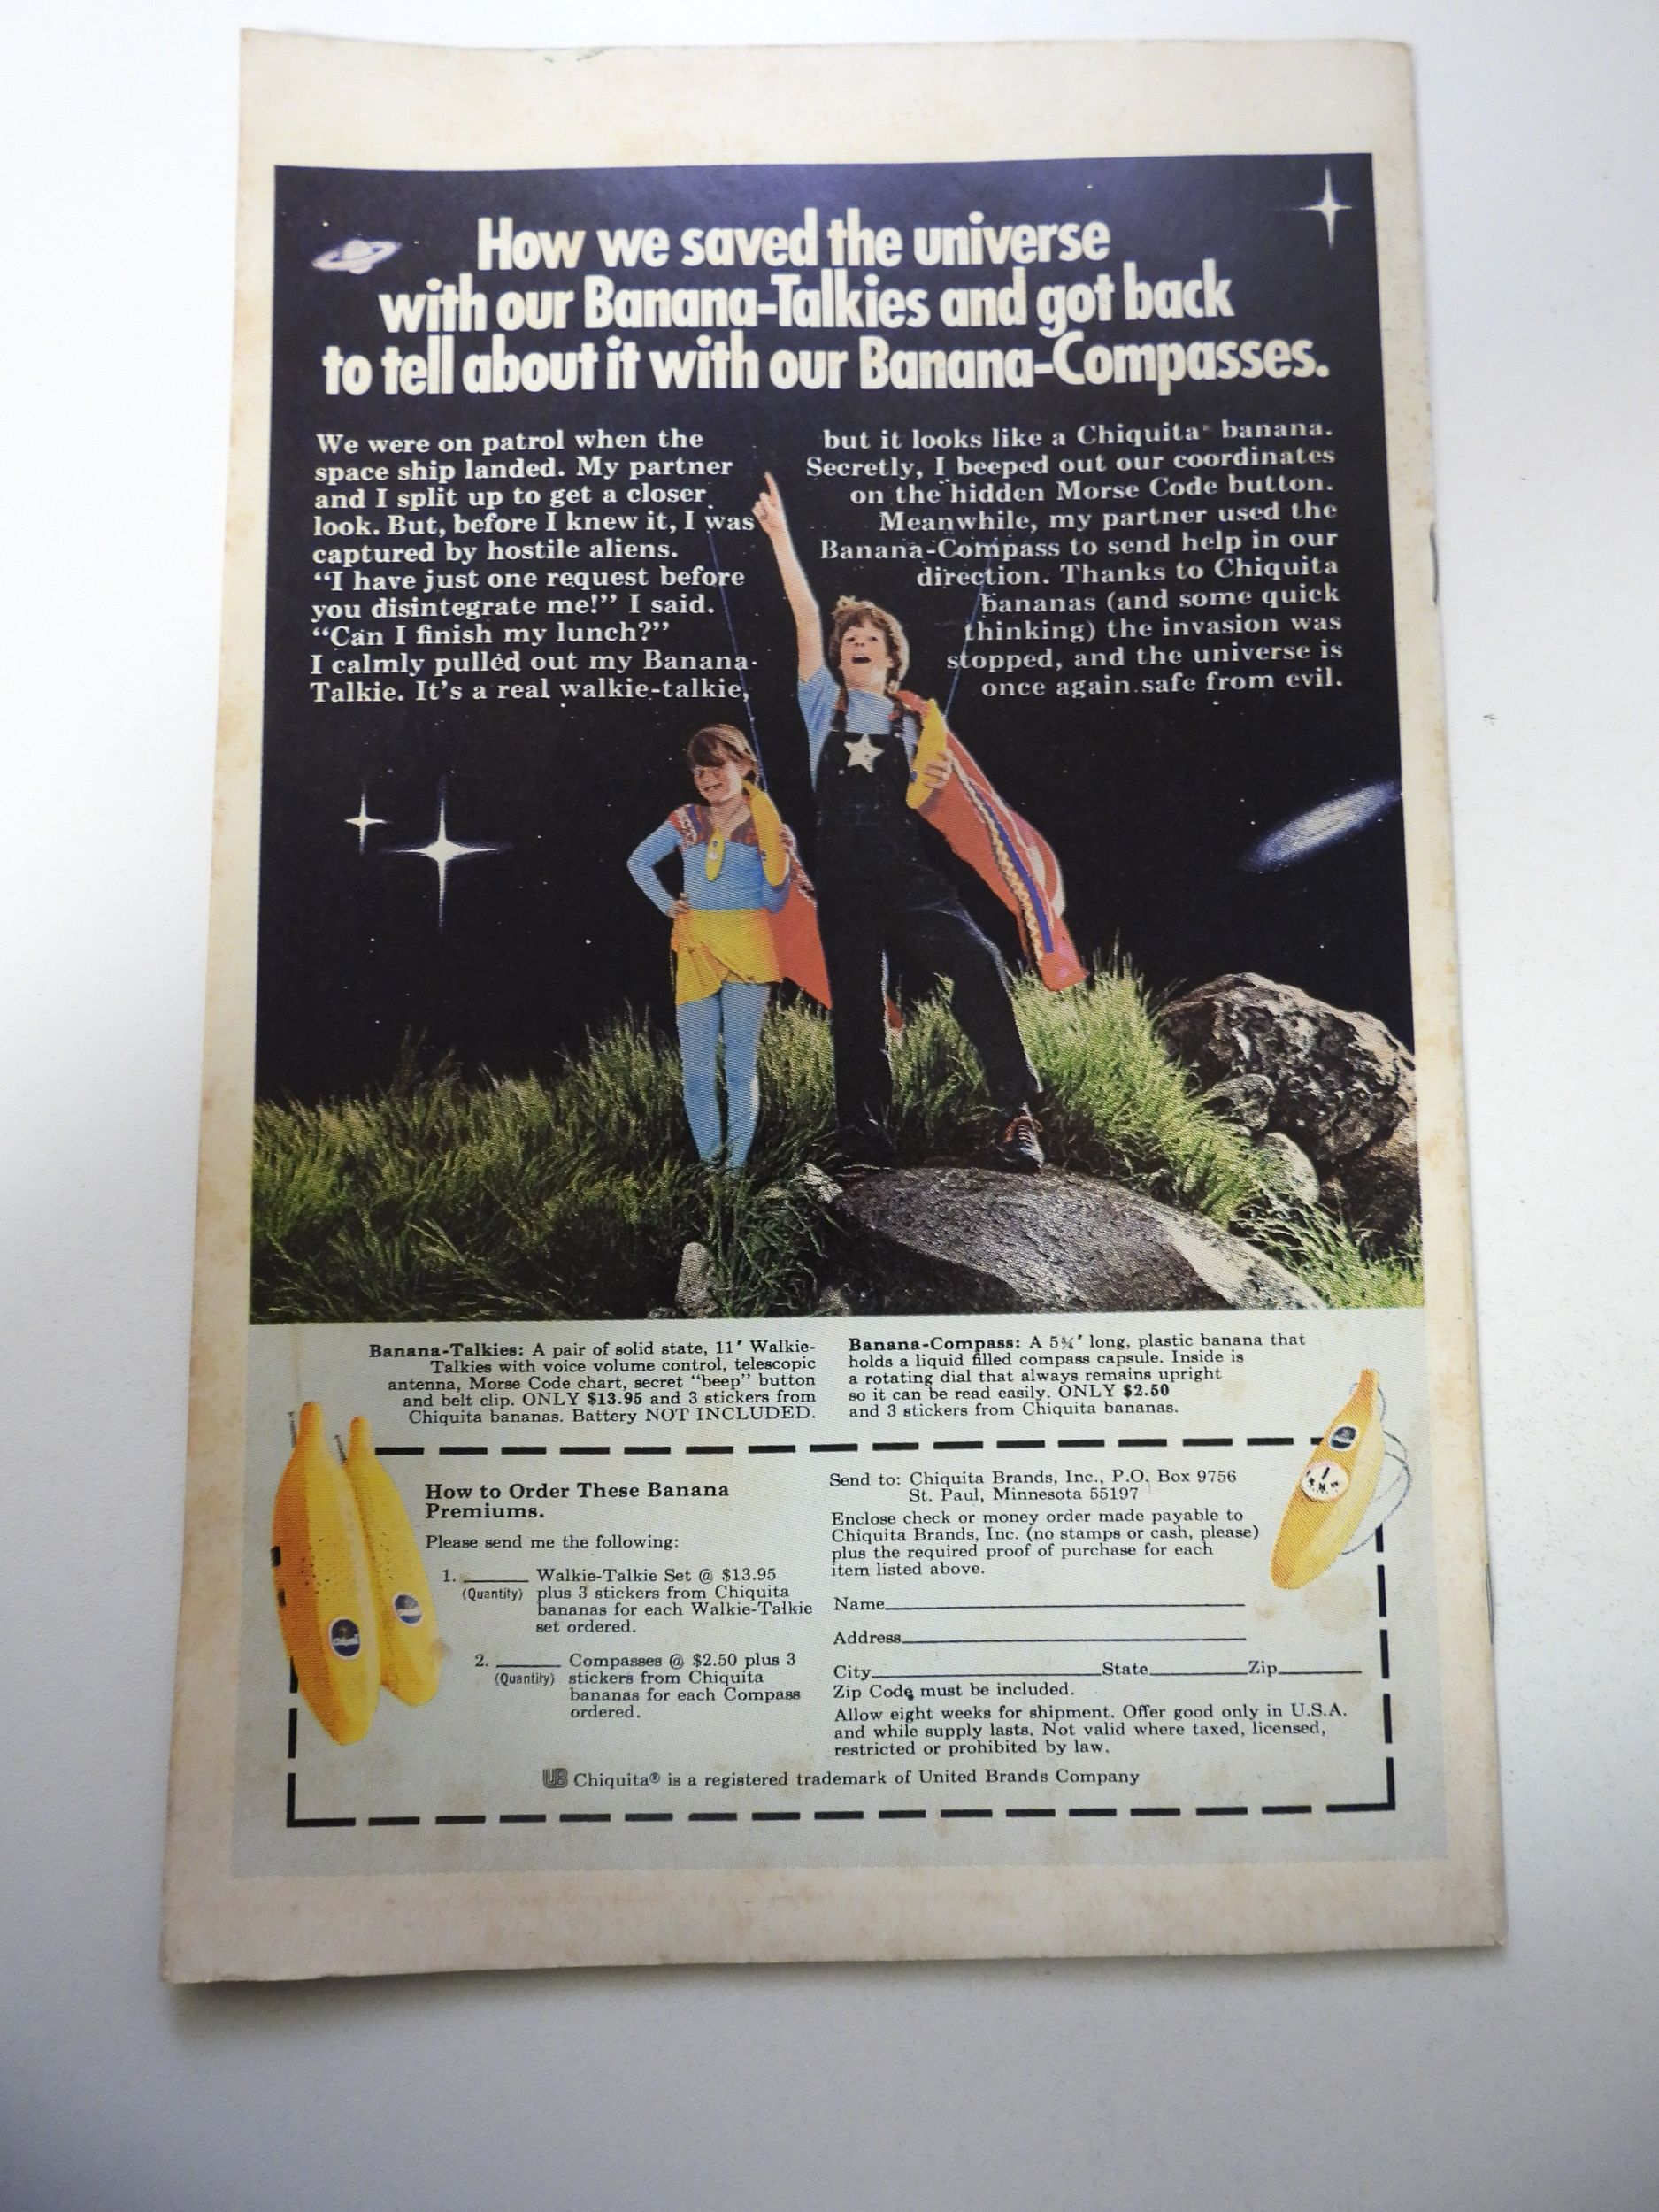 How we saved the universe
with our Banana-Talkies and got back
to tell about it with our Banana-Compasses.
We were on patrol when the
space ship landed. My partner
and I split up to get a closer
look. But, before I knew it, I was
captured by hostile aliens.
“I have just one request before
you disintegrate me!” I said.
“Can I finish my lunch?”
I calmly pulled out my Banana-
Talkie. It’s a real walkie-talkie,
but it looks like a Chiquita® banana.
Secretly, I beeped out our coordinates
on the hidden Morse Code button.
Meanwhile, my partner used the
Banana-Compass to send help in our
direction. Thanks to Chiquita
bananas (and some quick
thinking) the invasion was
stopped, and the universe is
once again safe from evil.
Banana-Talkies: A pair of solid state, 11" Walkie-
Talkies with voice volume control, telescopic
antenna, Morse Code chart, secret “beep” button
and belt clip. ONLY $13.95 and 3 stickers from
Chiquita bananas. Battery NOT INCLUDED.
Banana-Compass: A long, plastic banana that
holds a liquid filled compass capsule. Inside is
a rotating dial that always remains upright
so it can be read easily. ONLY $2.50
and 3 stickers from Chiquita bananas.
How to Order These Banana
Premiums.
Please send me the following:
1. ______ Walkie-Talkie Set @ $13.95
(Quantity) plus 3 stickers from Chiquita
bananas for each Walkie-Talkie
set ordered.
2. ______ Compasses @ $2.50 plus 3
(Quantity) stickers from Chiquita
bananas for each Compass
ordered.
Send to: Chiquita Brands, Inc., P.O. Box 9756
St. Paul, Minnesota 55197
Enclose check or money order made payable to
Chiquita Brands, Inc. (no stamps or cash, please)
plus the required proof of purchase for each
item listed above.
Name
Address
City State Zip
Zip Code must be included.
Allow eight weeks for shipment. Offer good only in U.S.A.
and while supply lasts. Not valid where taxed, licensed,
restricted or prohibited by law.
UB Chiquita® is a registered trademark of United Brands Company
Chiquita